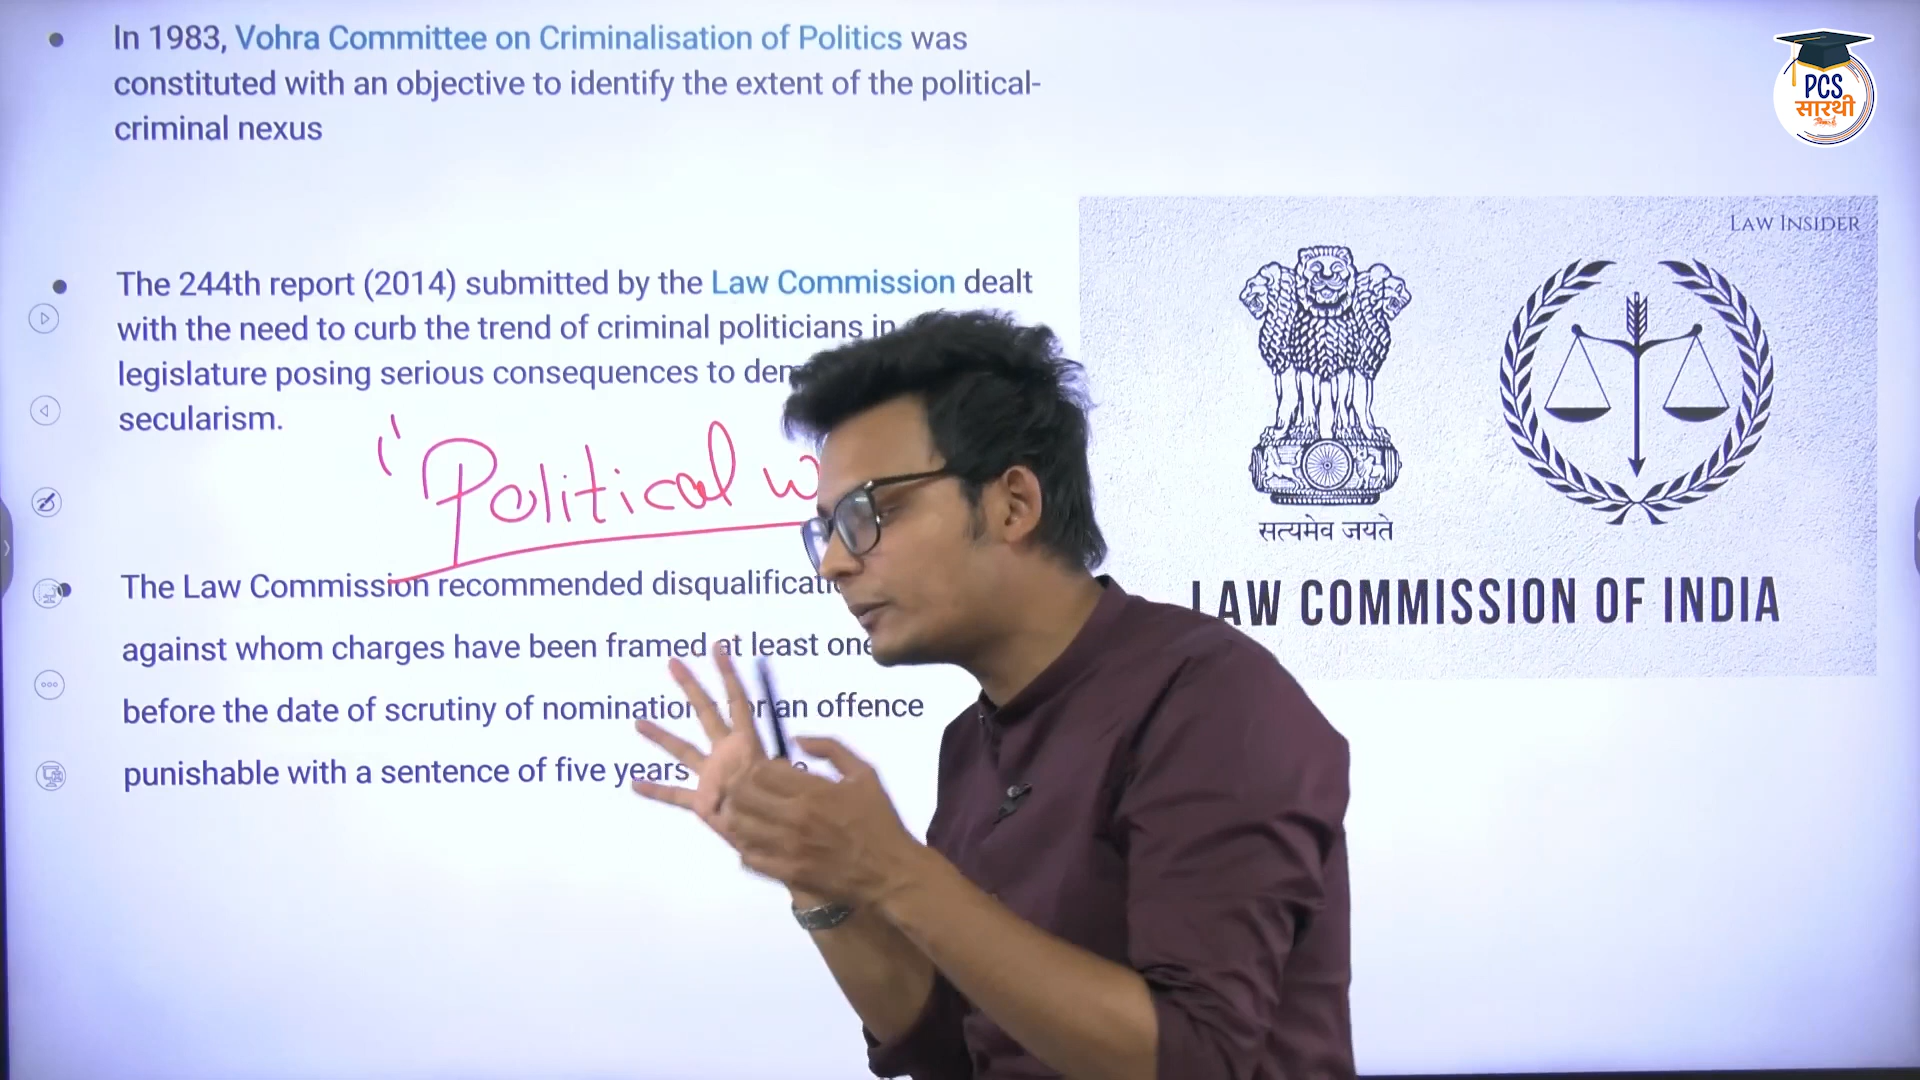 In 1983, Vohra Committee on Criminalisation of Politics was
constituted with an objective to identify the extent of the political-
criminal nexus
PCS
सारथी
LAW INSIDER
The 244th report (2014) submitted by the Law Commission dealt
with the need to curb the trend of criminal politicians in
legislature posing serious consequences to
secularism.
"Political
सत्यमेव जयते
LAW COMMISSION OF INDIA
The Law Commission recommended
against whom charges have been framed at least one
before the date of scrutiny of nomination an offence
punishable with a sentence of five years